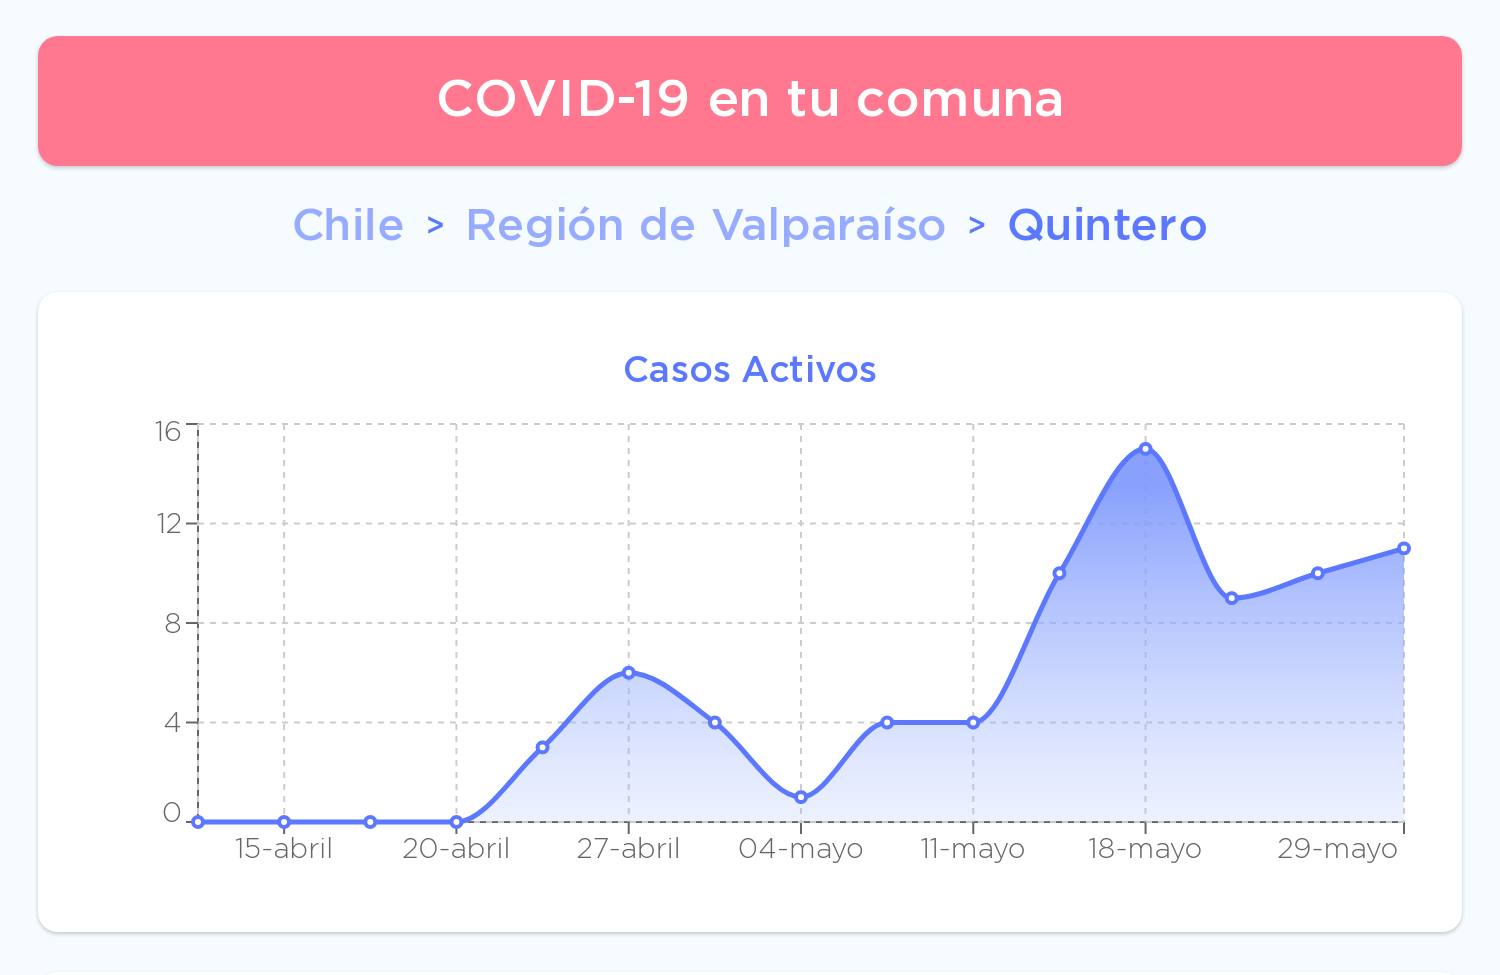 COVID-19 en tu comuna
Chile > Región de Valparaíso > Quintero
Casos Activos
16
12
8
4
0
15-abril 20-abril 27-abril 04-mayo 11-mayo 18-mayo 29-mayo